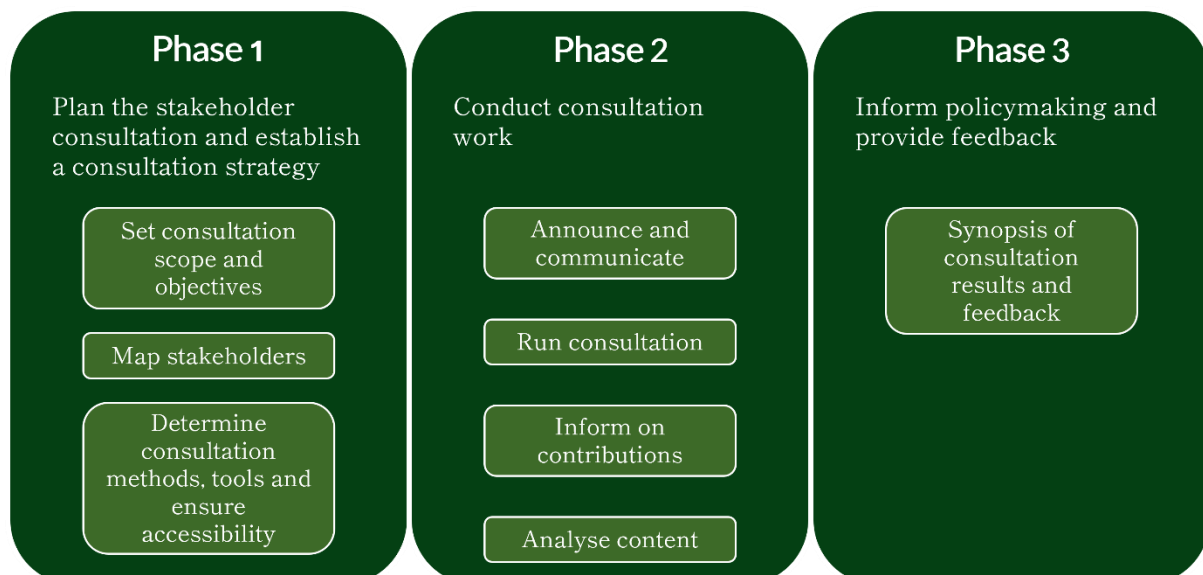 Phase 1
Plan the stakeholder
consultation and establish
a consultation strategy
Set consultation
scope and
objectives
Map stakeholders
Determine
consultation
methods, tools and
ensure
accessibility
Phase 2
Conduct consultation
work
Announce and
communicate
Run consultation
Inform on
contributions
Analyse content
Phase 3
Inform policymaking and
provide feedback
Synopsis of
consultation
results and
feedback